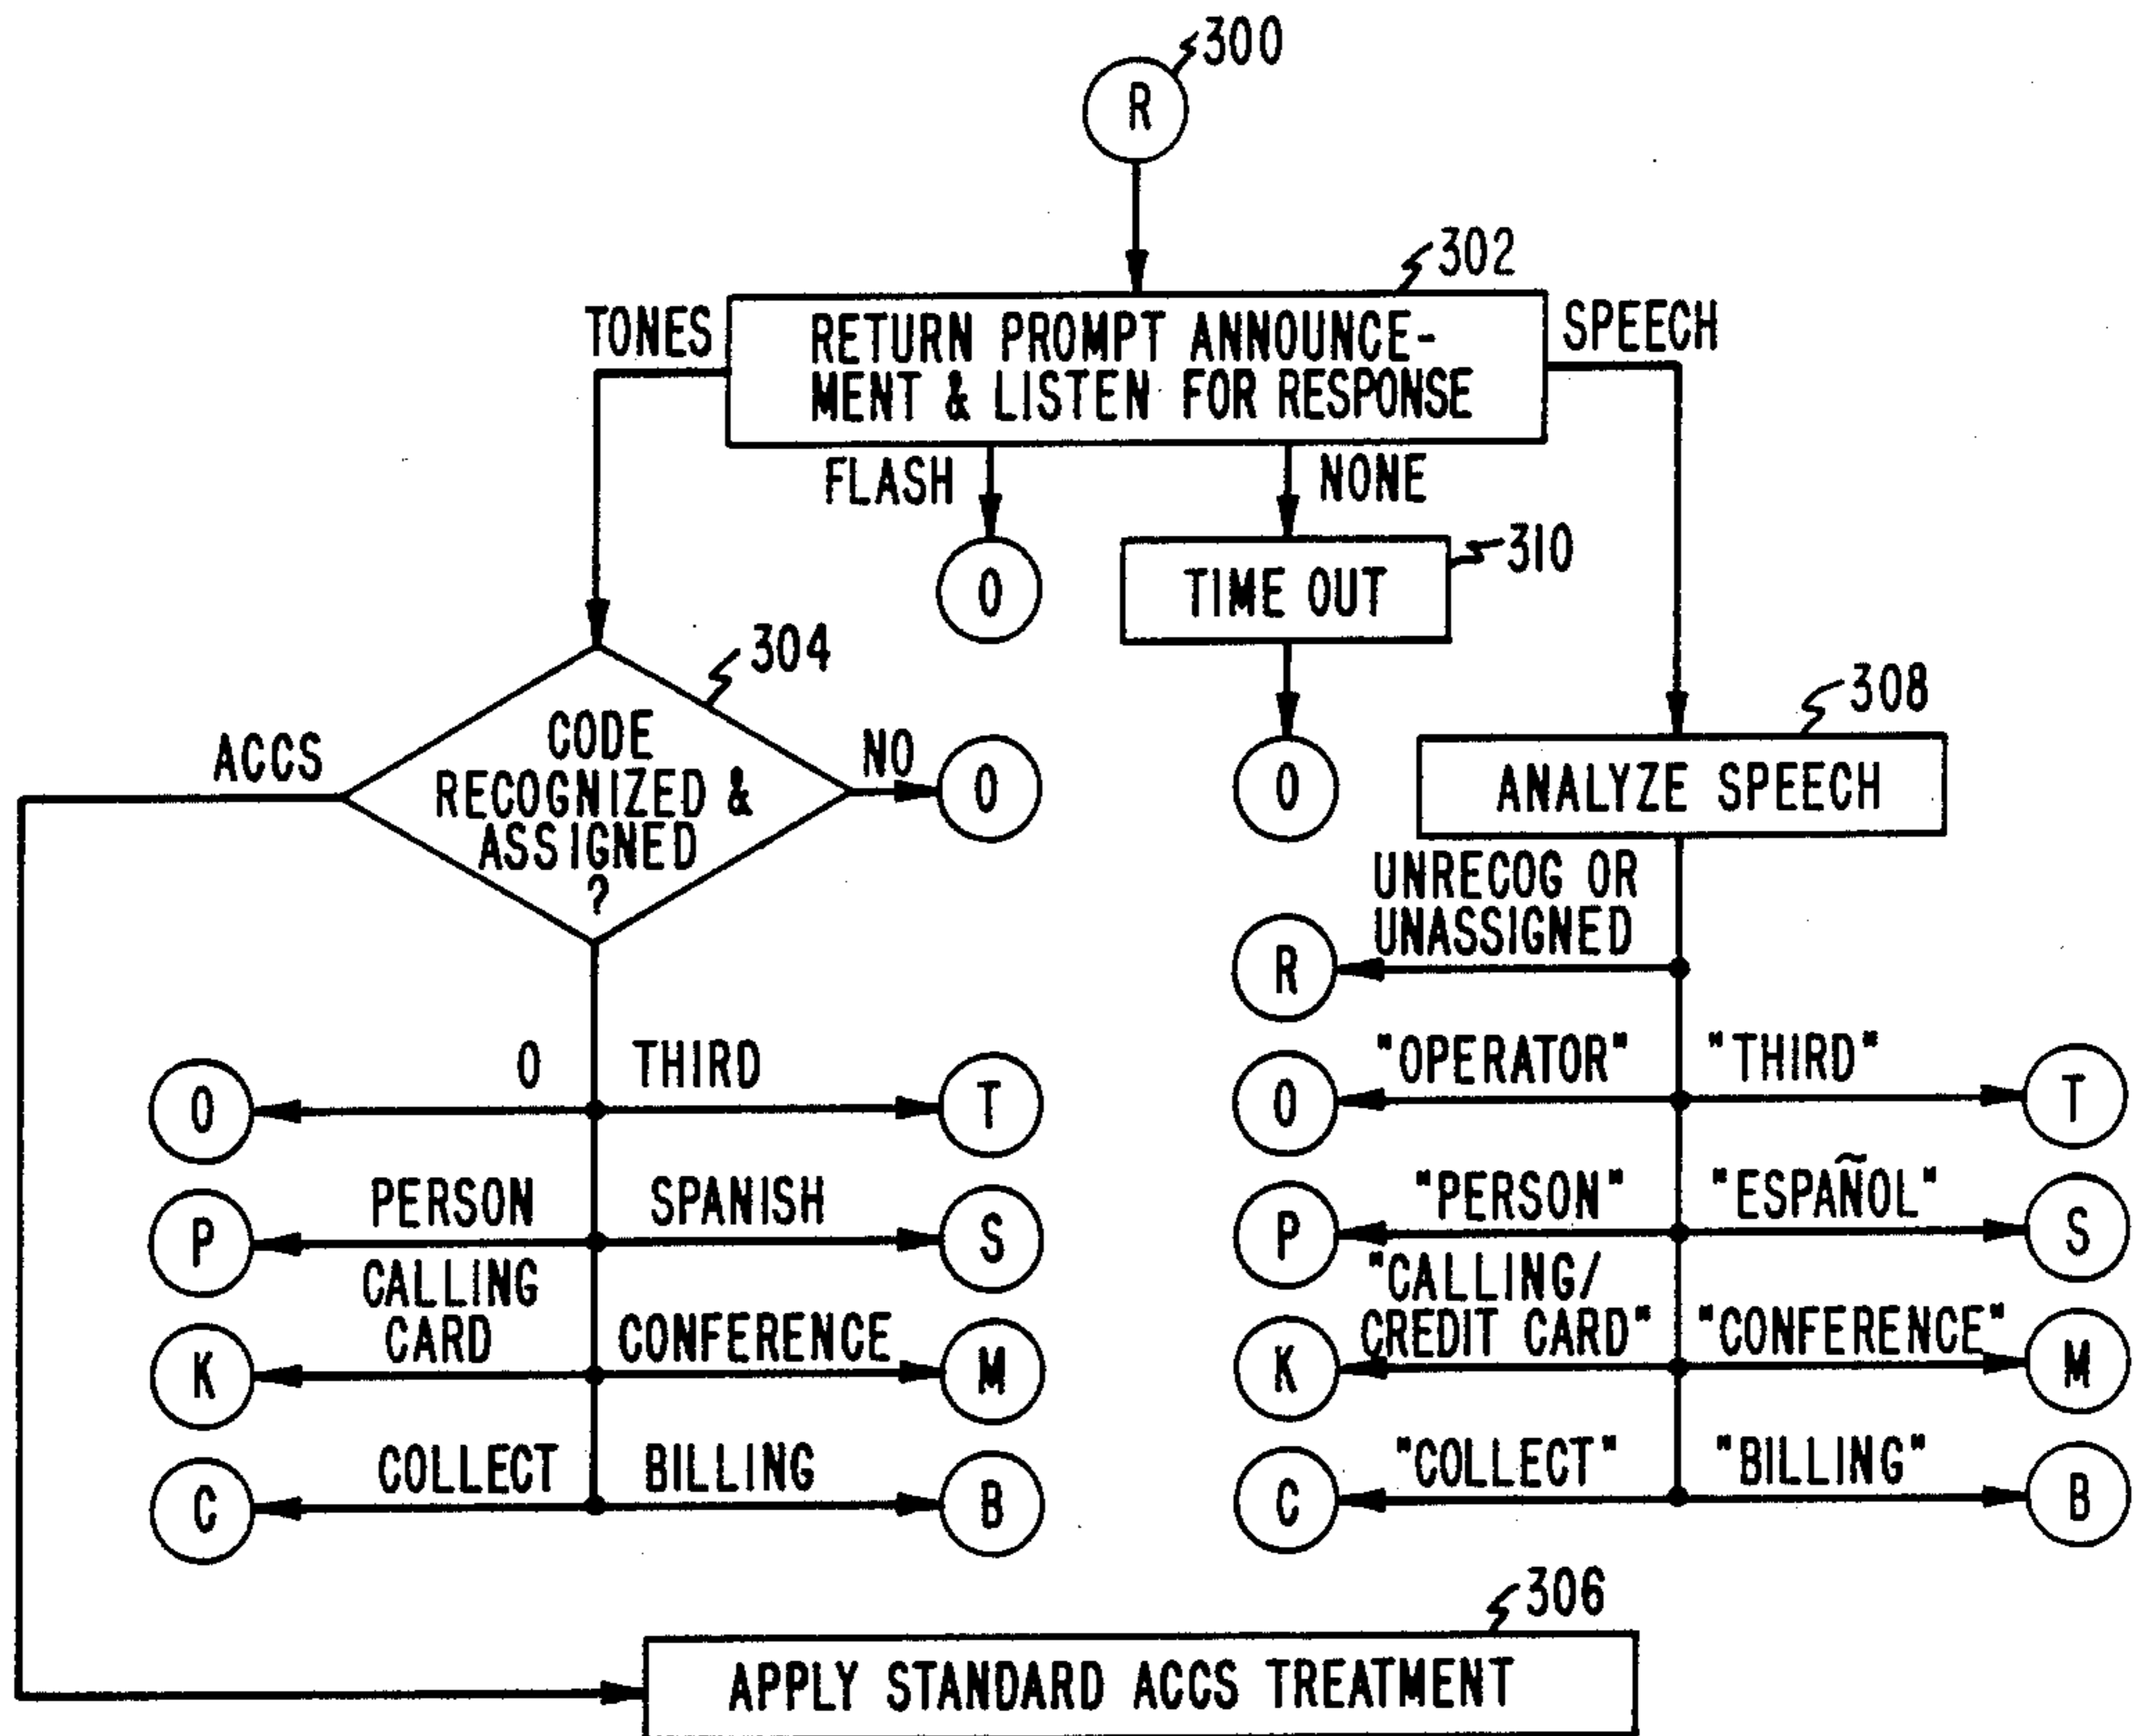 300
R
302
TONES
RETURN PROMPT ANNOUNCE-
MENT & LISTEN FOR RESPONSE
SPEECH
FLASH
NONE
O
TIME OUT
310
304
CODE
RECOGNIZED &
ASSIGNED
?
ACCS
NO
O
O
308
ANALYZE SPEECH
UNRECOG OR
UNASSIGNED
R
O
0
THIRD
T
P
PERSON
SPANISH
S
K
CALLING
CARD
CONFERENCE
M
C
COLLECT
BILLING
B
O
"OPERATOR"
"THIRD"
T
P
"PERSON"
"ESPAÑOL"
S
K
"CALLING/
CREDIT CARD"
"CONFERENCE"
M
C
"COLLECT"
"BILLING"
B
306
APPLY STANDARD ACCS TREATMENT